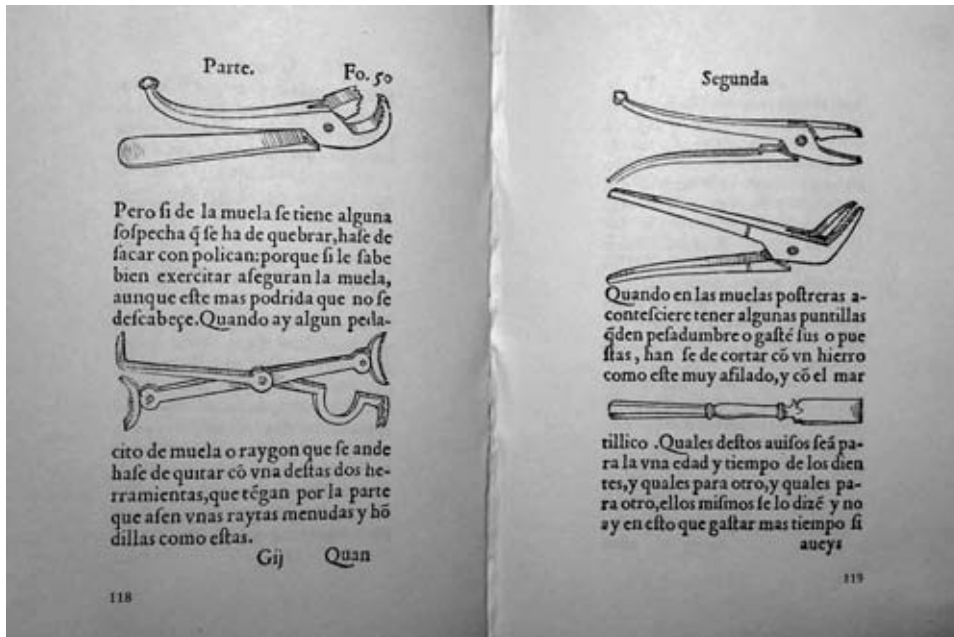 Parte. Fo. 50
Pero ſi de la muela ſe tiene alguna
ſoſpecha q̃ ſe ha de quebrar,haſe de
ſacar con polican:porque ſi le ſabe
bien exercitar aſeguran la muela,
aunque eſte mas podrida que no ſe
deſcabeçe.Quando ay algun peda-
cito de muela o raygon que ſe ande
haſe de quitar cõ vna deſtas dos he-
rramientas,que tẽgan por la parte
que aſen vnas raytas menudas y hõ
dillas como eſtas.
Gij Quan
118
Segunda
Quando en las muelas poſtreras a-
conteſciere tener algunas puntillas
q̃den peſadumbre o gaſtẽ ſus o pue
ſtas, han ſe de cortar cõ vn hierro
como eſte muy afilado,y cõ el mar
tillico .Quales deſtos auiſos ſeã pa-
ra la vna edad y tiempo de los dien
tes,y quales para otro,y quales pa-
ra otro,ellos miſmos ſe lo dizẽ y no
ay en eſto que gaſtar mas tiempo ſi
aueys
119